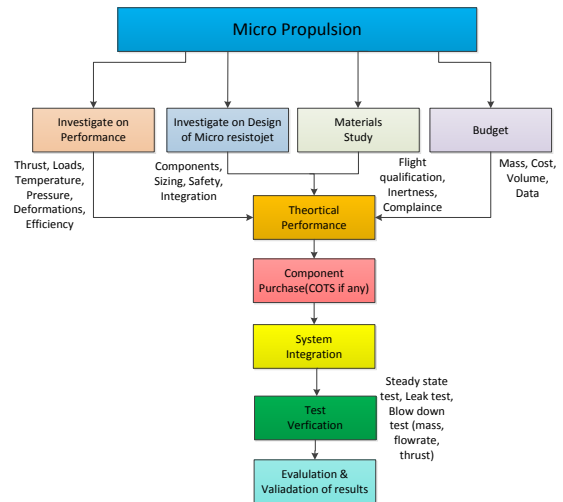 Micro Propulsion
Investigate on
Performance
Investigate on Design
of Micro resistojet
Materials
Study
Budget
Thrust, Loads,
Temperature,
Pressure,
Deformations,
Efficiency
Components,
Sizing, Safety,
Integration
Flight
qualification,
Inertness,
Complaince
Mass, Cost,
Volume,
Data
Theortical
Performance
Component
Purchase(COTS if any)
System
Integration
Steady state
test, Leak test,
Blow down
test (mass,
flowrate,
thrust)
Test
Verfication
Evalulation &
Valiadation of results